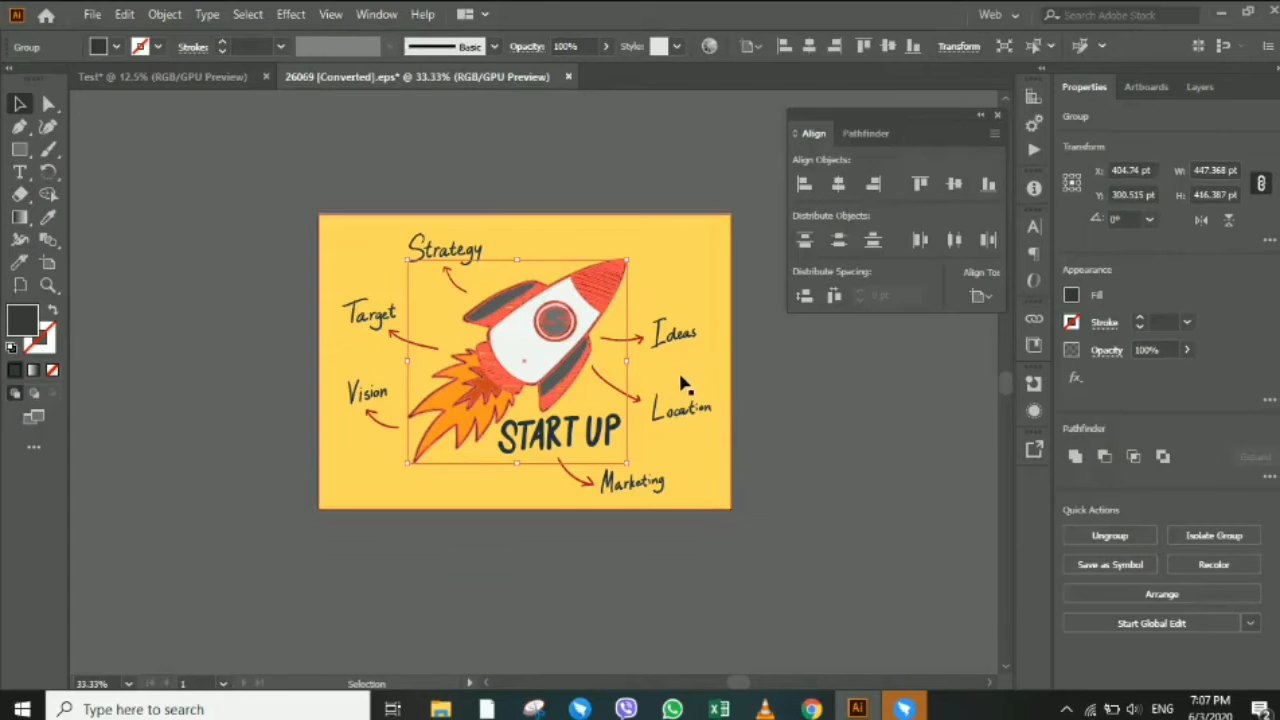 File Edit Object Type Select Effect View Window Help
Web
Search Adobe Stock
Group
Stroke:
Basic
Opacity: 100%
Style:
Transform
Test* @ 12.5% (RGB/GPU Preview)
26069 [Converted].eps* @ 33.33% (RGB/GPU Preview)
Align
Pathfinder
Align Objects:
Distribute Objects:
Distribute Spacing:
Align To:
0 pt
Strategy
Target
Vision
Ideas
Location
START UP
Marketing
Properties
Artboards
Layers
Group
Transform
X: 404.74 pt
W: 447.368 pt
Y: 300.515 pt
H: 416.387 pt
0°
Appearance
Fill
Stroke
Opacity 100%
Pathfinder
Expand
Quick Actions
Ungroup
Isolate Group
Save as Symbol
Recolor
Arrange
Start Global Edit
33.33%
1
Selection
Type here to search
ENG
7:07 PM
6/3/2020